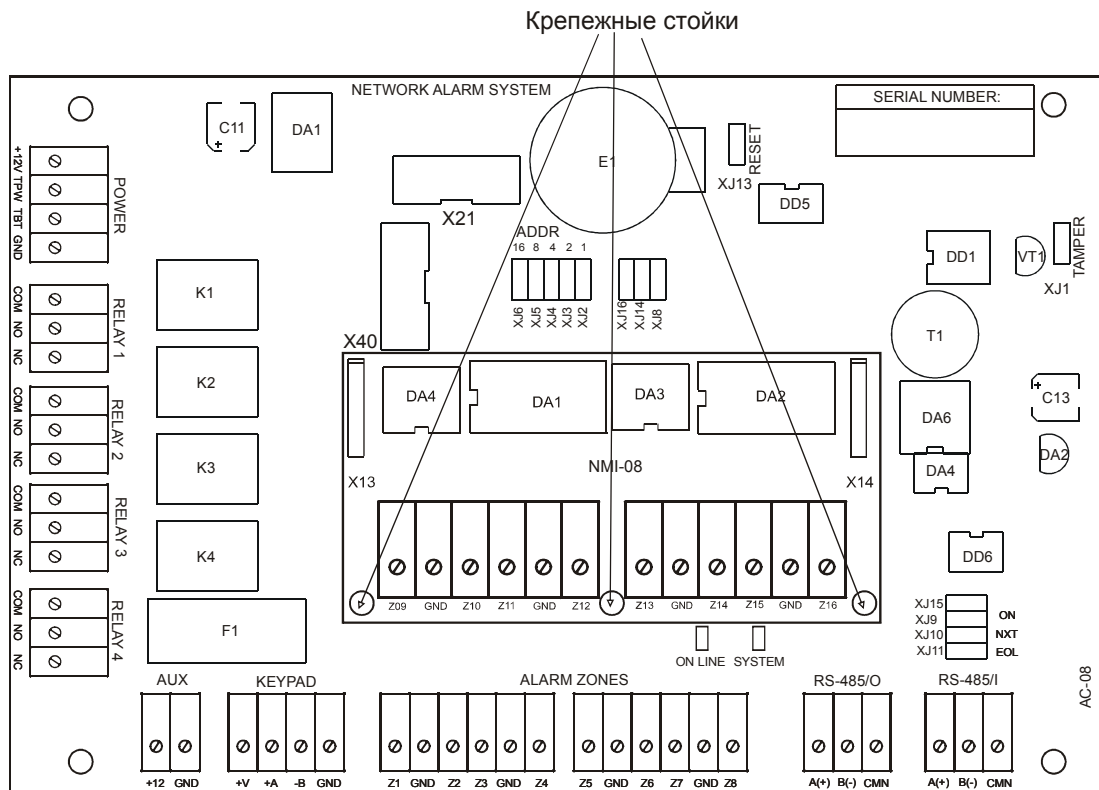 Крепежные стойки
NETWORK ALARM SYSTEM
SERIAL NUMBER:
C11
DA1
E1
RESET
XJ13
DD5
X21
+12V
TPW
TBT
GND
POWER
ADDR
16 8 4 2 1
XJ6
XJ5
XJ4
XJ3
XJ2
XJ16
XJ14
XJ8
DD1
VT1
TAMPER
XJ1
K1
COM
NO
NC
RELAY 1
X40
T1
K2
DA4
DA1
DA3
DA2
DA6
C13
COM
NO
NC
RELAY 2
K3
NMI-08
X13
X14
DA4
DA2
COM
NO
NC
RELAY 3
K4
DD6
Z09 GND Z10 Z11 GND Z12 Z13 GND Z14 Z15 GND Z16
COM
NO
NC
RELAY 4
F1
XJ15
XJ9
XJ10
XJ11
ON
NXT
EOL
ON LINE SYSTEM
AC-08
AUX
KEYPAD
ALARM ZONES
RS-485/O
RS-485/I
+12 GND
+V +A -B GND
Z1 GND Z2 Z3 GND Z4
Z5 GND Z6 Z7 GND Z8
A(+) B(-) CMN
A(+) B(-) CMN